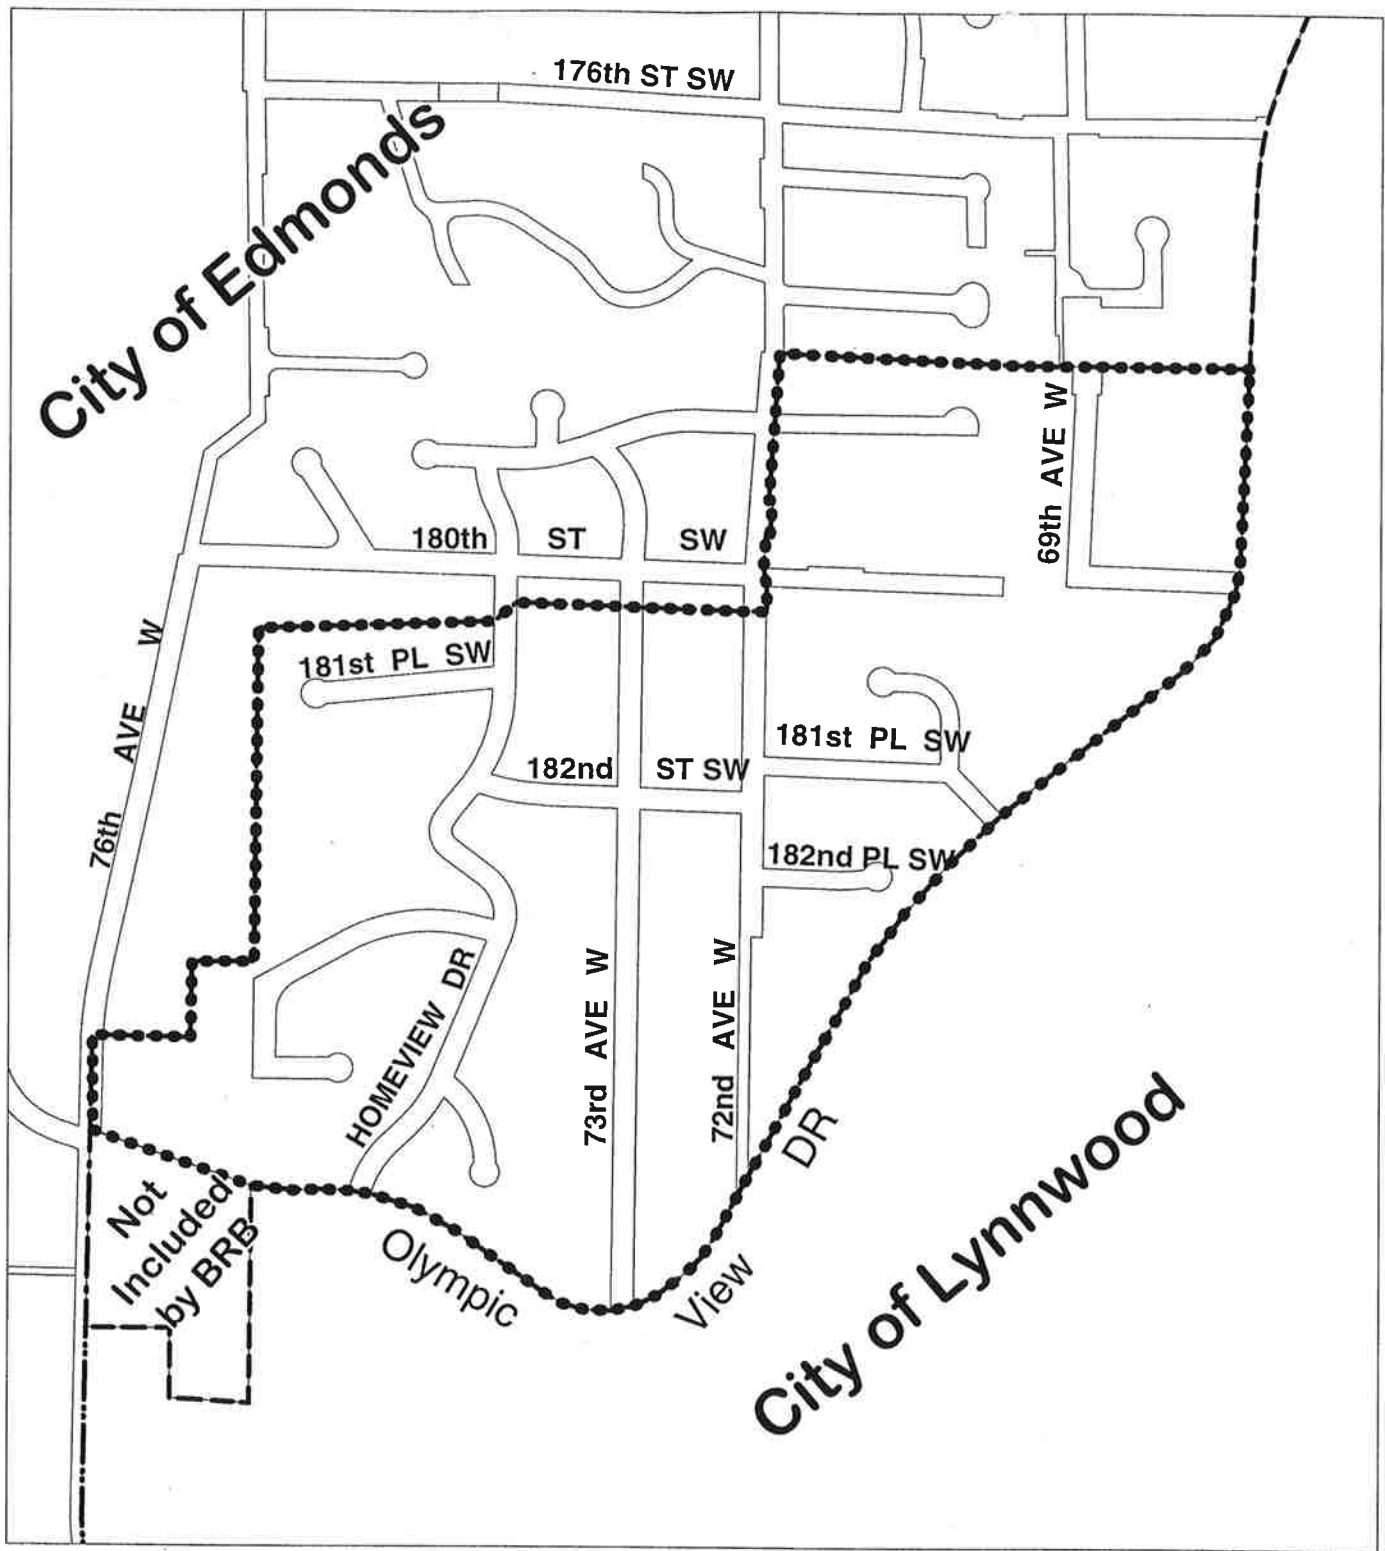 176th ST SW
City of Edmonds
69th AVE W
180th ST SW
76th AVE W
181st PL SW
181st PL SW
182nd ST SW
182nd PL SW
HOMEVIEW DR
73rd AVE W
72nd AVE W
Not
Included
by BRB
Olympic View DR
City of Lynnwood